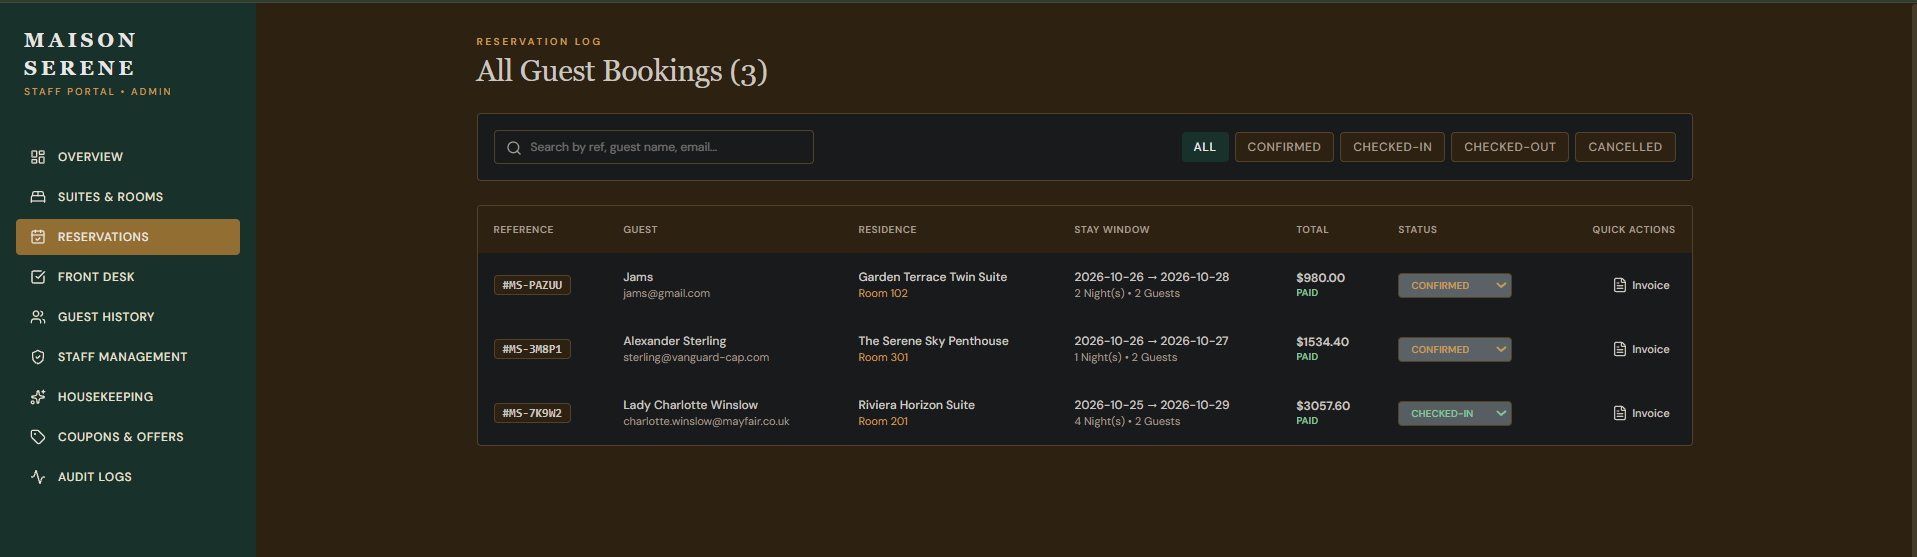 MAISON
SERENE
STAFF PORTAL • ADMIN
OVERVIEW
SUITES & ROOMS
RESERVATIONS
FRONT DESK
GUEST HISTORY
STAFF MANAGEMENT
HOUSEKEEPING
COUPONS & OFFERS
AUDIT LOGS
RESERVATION LOG
All Guest Bookings (3)
Search by ref, guest name, email...
ALL CONFIRMED CHECKED-IN CHECKED-OUT CANCELLED
REFERENCE GUEST RESIDENCE STAY WINDOW TOTAL STATUS QUICK ACTIONS
#MS-PAZUU Jams Garden Terrace Twin Suite 2026-10-26 → 2026-10-28 $980.00 CONFIRMED Invoice
jams@gmail.com Room 102 2 Night(s) • 2 Guests PAID
#MS-3M8P1 Alexander Sterling The Serene Sky Penthouse 2026-10-26 → 2026-10-27 $1534.40 CONFIRMED Invoice
sterling@vanguard-cap.com Room 301 1 Night(s) • 2 Guests PAID
#MS-7K9W2 Lady Charlotte Winslow Riviera Horizon Suite 2026-10-25 → 2026-10-29 $3057.60 CHECKED-IN Invoice
charlotte.winslow@mayfair.co.uk Room 201 4 Night(s) • 2 Guests PAID